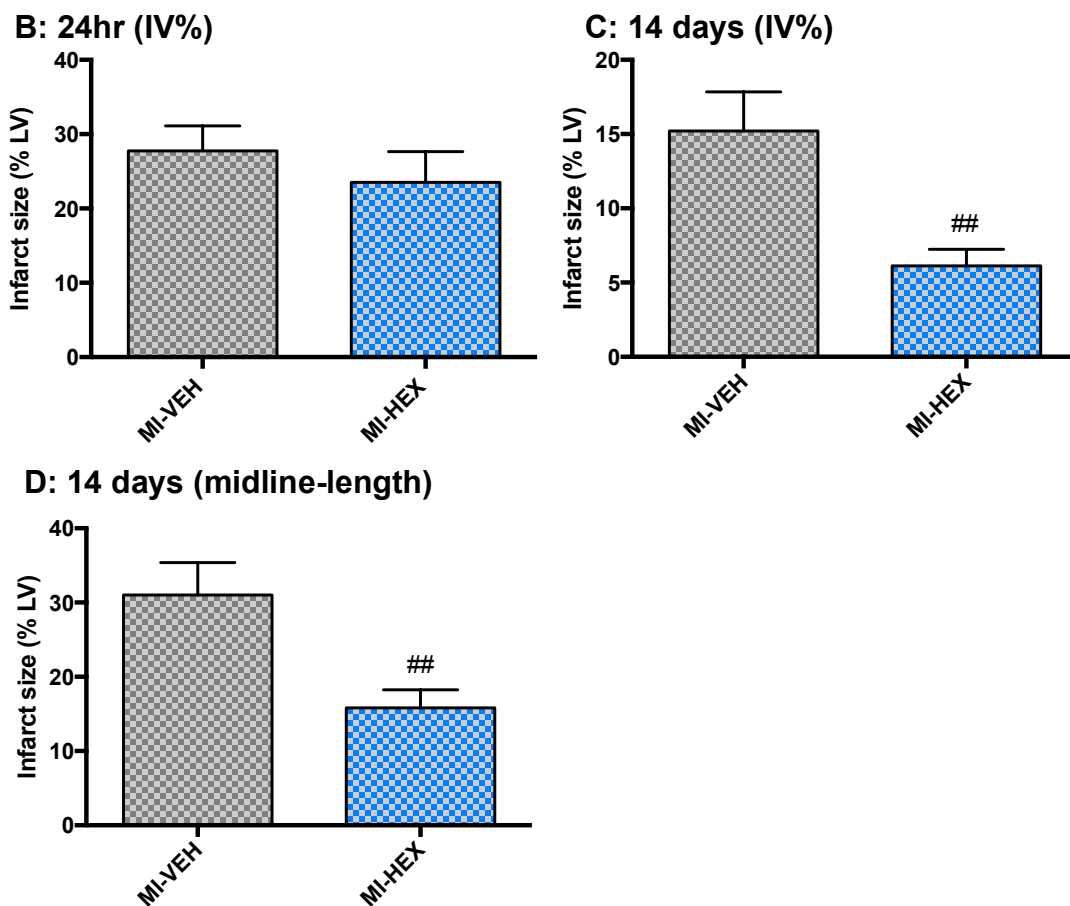 B: 24hr (IV%)
40
30
20
10
0
Infarct size (% LV)
MI-VEH
MI-HEX
C: 14 days (IV%)
20
15
10
5
0
Infarct size (% LV)
##
MI-VEH
MI-HEX
D: 14 days (midline-length)
40
30
20
10
0
Infarct size (% LV)
##
MI-VEH
MI-HEX